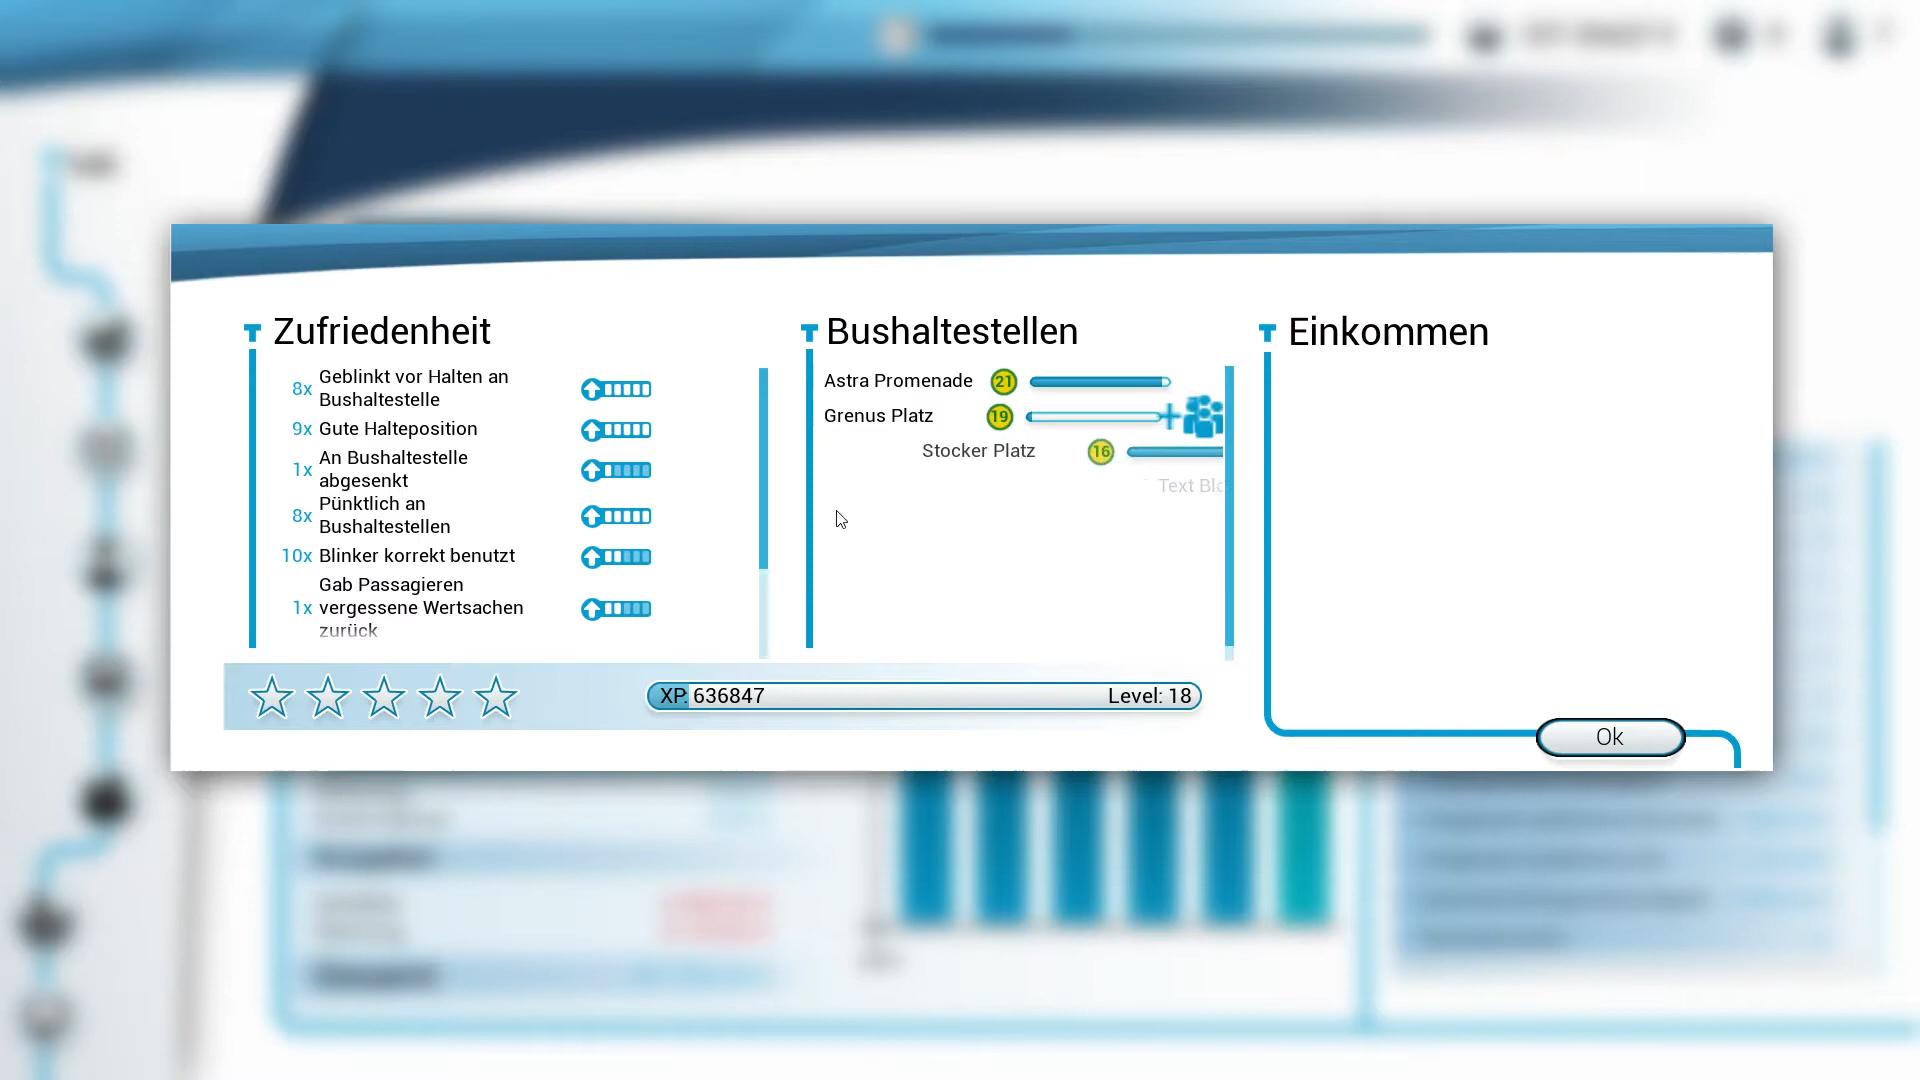 Zufriedenheit
8x Geblinkt vor Halten an
Bushaltestelle
9x Gute Halteposition
1x An Bushaltestelle
abgesenkt
8x Pünktlich an
Bushaltestellen
10x Blinker korrekt benutzt
1x Gab Passagieren
vergessene Wertsachen
zurück
Bushaltestellen
Astra Promenade 21
Grenus Platz 19
Stocker Platz 16
Text
Einkommen
XP: 636847 Level: 18
Ok